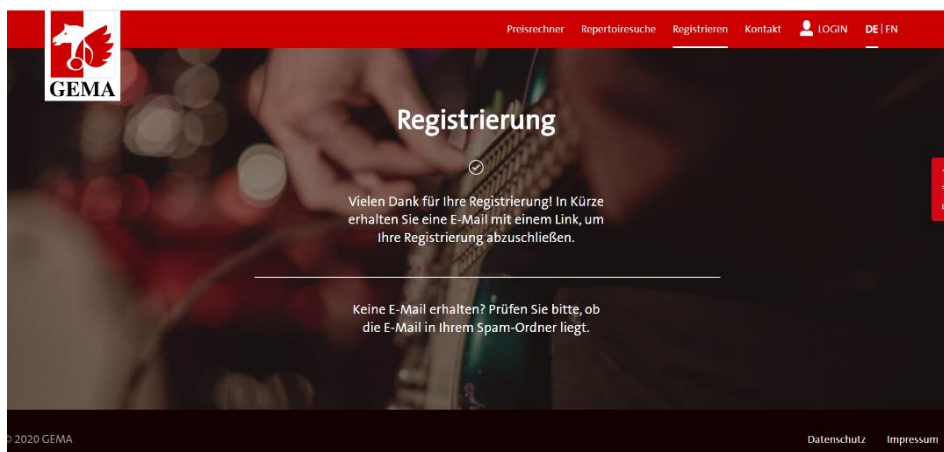 Preisrechner Repertoiresuche Registrieren Kontakt LOGIN DE | EN
GEMA
Registrierung
Vielen Dank für Ihre Registrierung! In Kürze
erhalten Sie eine E-Mail mit einem Link, um
Ihre Registrierung abzuschließen.
Keine E-Mail erhalten? Prüfen Sie bitte, ob
die E-Mail in Ihrem Spam-Ordner liegt.
© 2020 GEMA Datenschutz Impressum